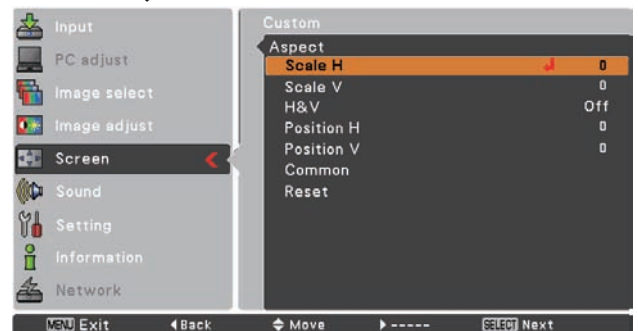 Input
PC adjust
Image select
Image adjust
Screen
Sound
Setting
Information
Network
Custom
Aspect
Scale H 0
Scale V 0
H&V Off
Position H 0
Position V 0
Common
Reset
MENU Exit Back Move ----- SELECT Next